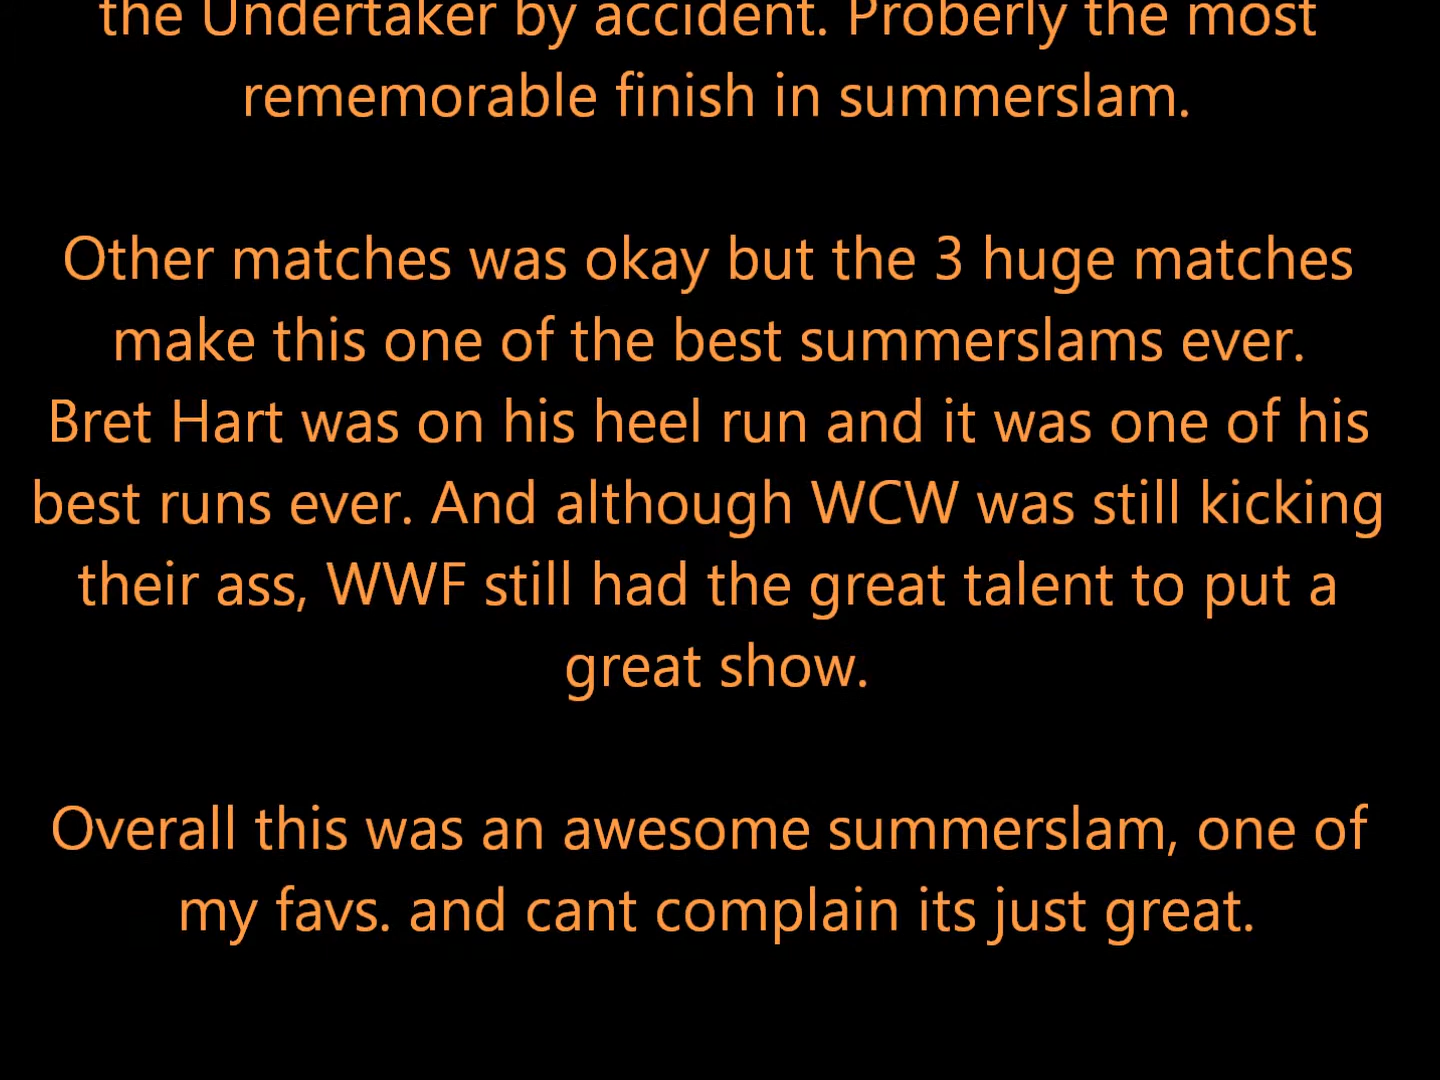 the Undertaker by accident. Properly the most
rememorable finish in summerslam.
Other matches was okay but the 3 huge matches
make this one of the best summerslams ever.
Bret Hart was on his heel run and it was one of his
best runs ever. And although WCW was still kicking
their ass, WWF still had the great talent to put a
great show.
Overall this was an awesome summerslam, one of
my favs. and cant complain its just great.